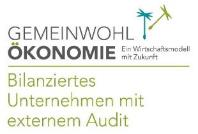 GEMEINWOHL
ÖKONOMIE Ein Wirtschaftsmodell
mit Zukunft
Bilanziertes
Unternehmen mit
externem Audit